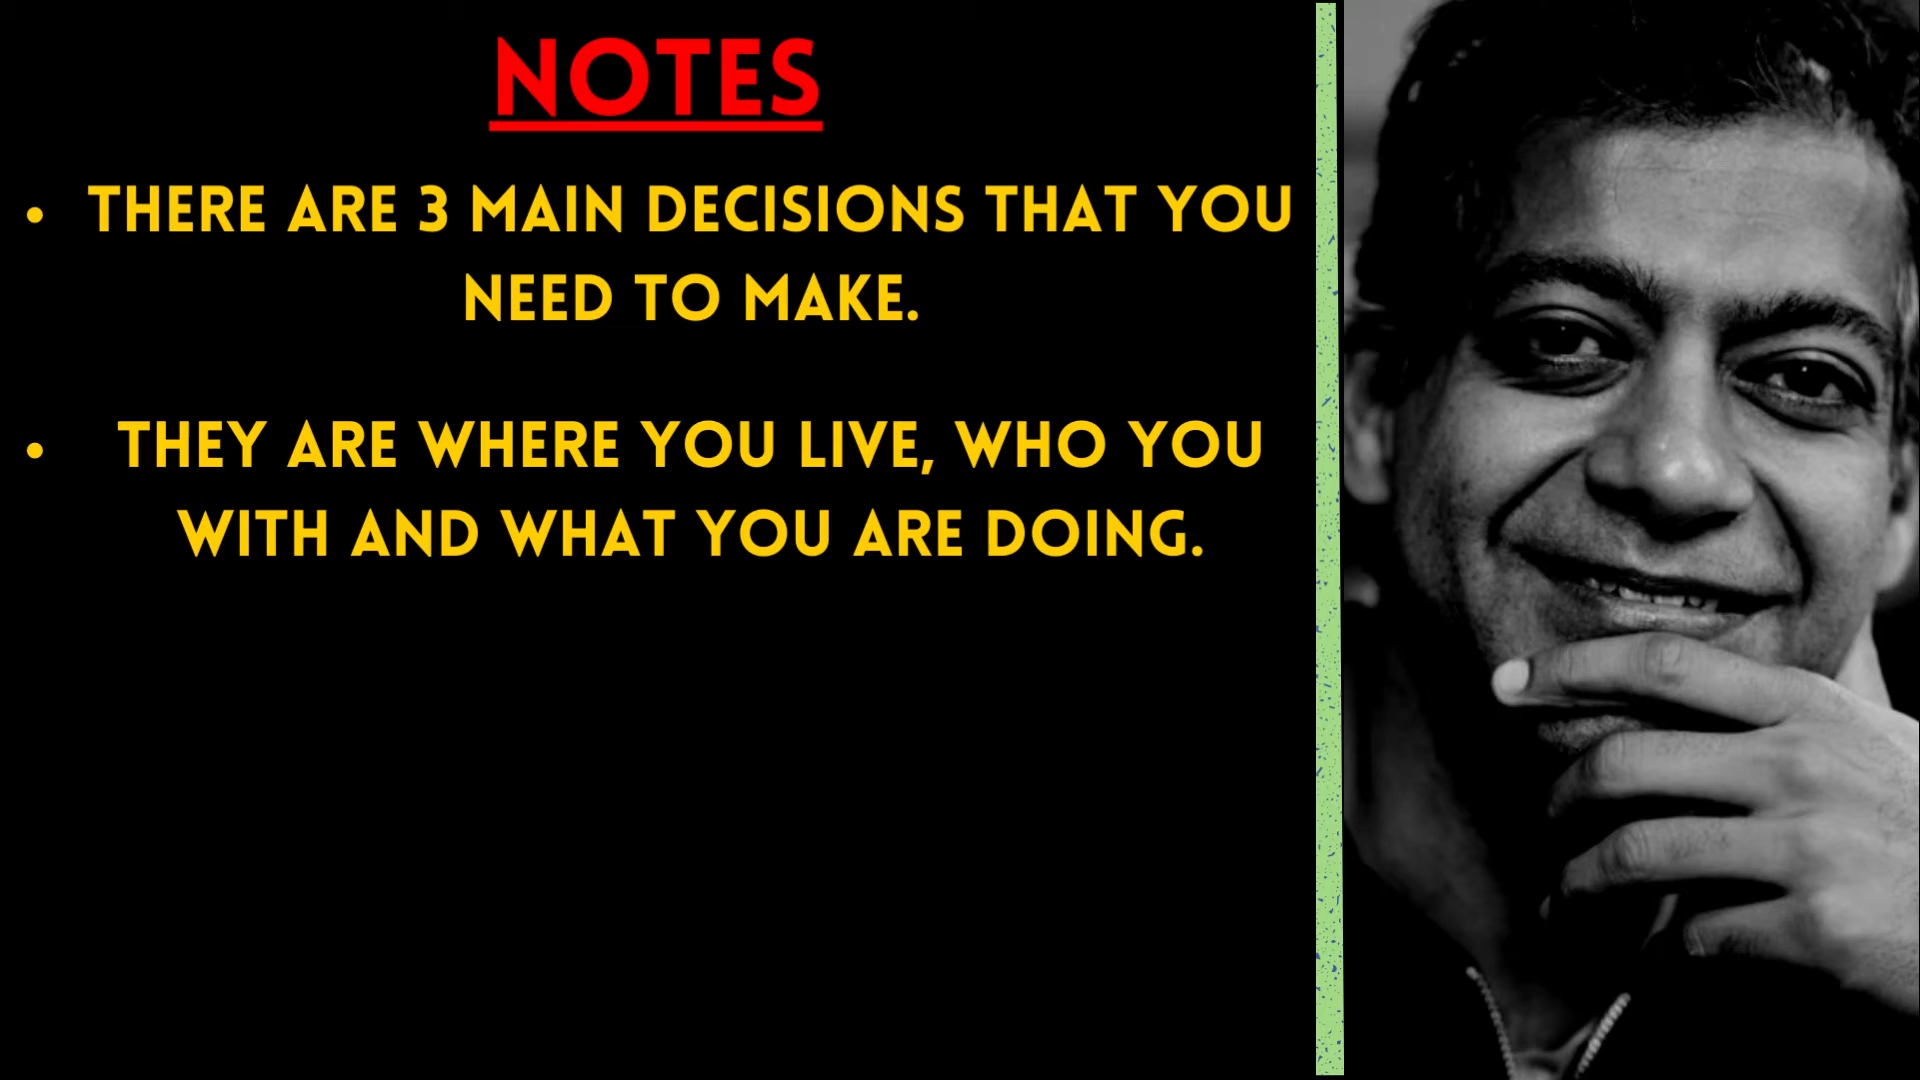 NOTES
• THERE ARE 3 MAIN DECISIONS THAT YOU
NEED TO MAKE.
• THEY ARE WHERE YOU LIVE, WHO YOU
WITH AND WHAT YOU ARE DOING.